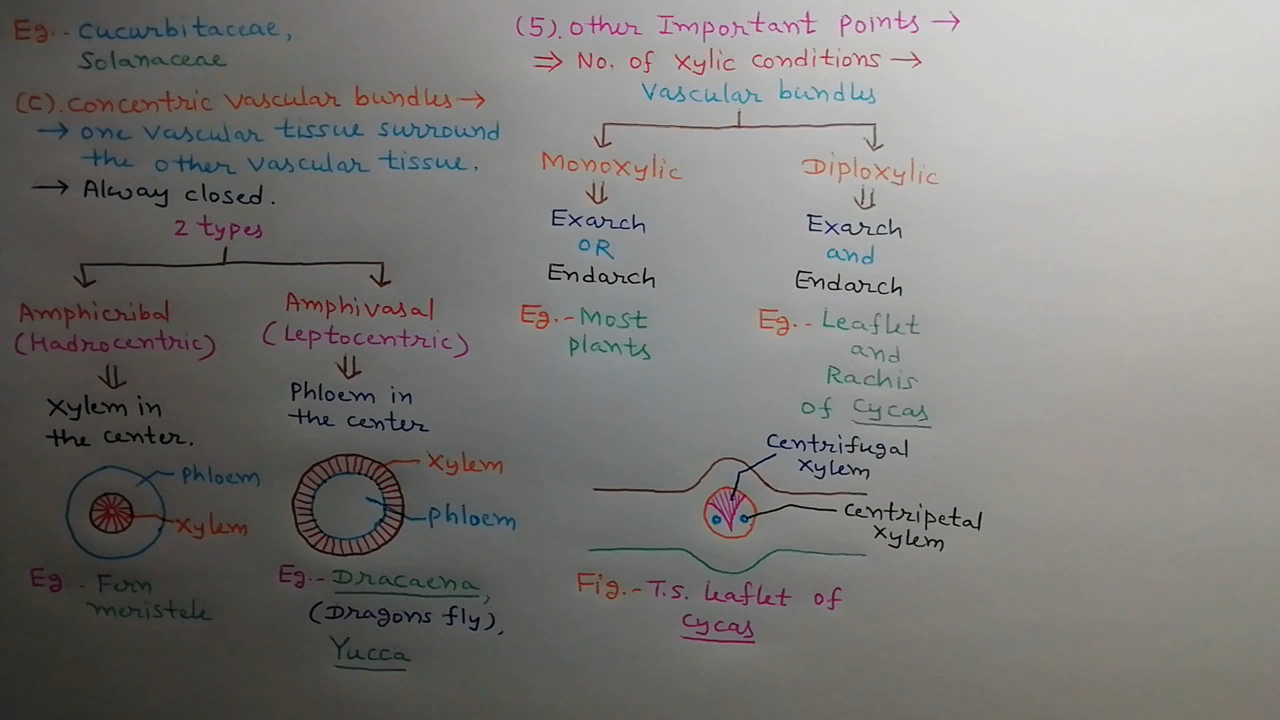 Eg.- Cucurbitaceae,
Solanaceae
(C). Concentric vascular bundles →
→ one vascular tissue surround
the other vascular tissue.
→ Alway closed.
2 types
Amphicribal
(Hadrocentric)
⇓
Xylem in
the center.
Phloem
Xylem
Eg.- Fern
meristele
Amphivasal
(Leptocentric)
⇓
Phloem in
the center
Xylem
Phloem
Eg.- Dracaena,
(Dragons fly),
Yucca
(5). Other Important Points →
⇒ No. of xylic conditions →
Vascular bundles
Monoxylic
⇓
Exarch
OR
Endarch
Eg.- Most
plants
Diploxylic
⇓
Exarch
and
Endarch
Eg.- Leaflet
and
Rachis
of Cycas
Centrifugal
xylem
Centripetal
xylem
Fig.- T.S. leaflet of
Cycas